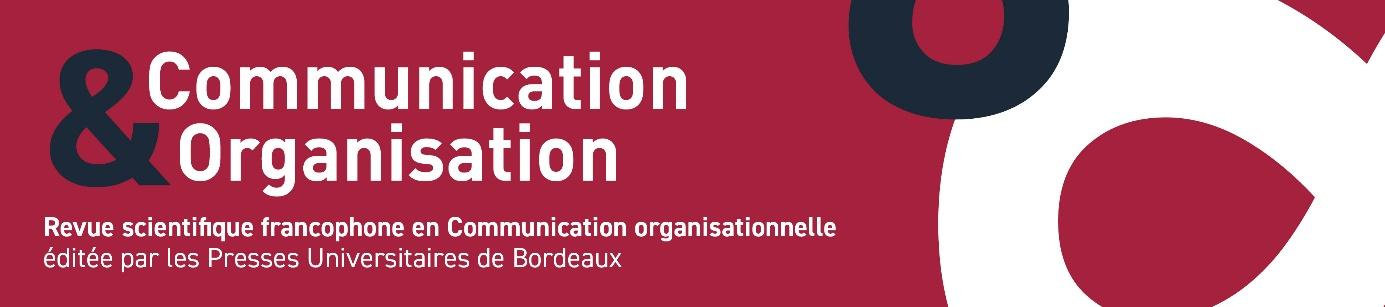 & Communication
Organisation
Revue scientifique francophone en Communication organisationnelle
éditée par les Presses Universitaires de Bordeaux